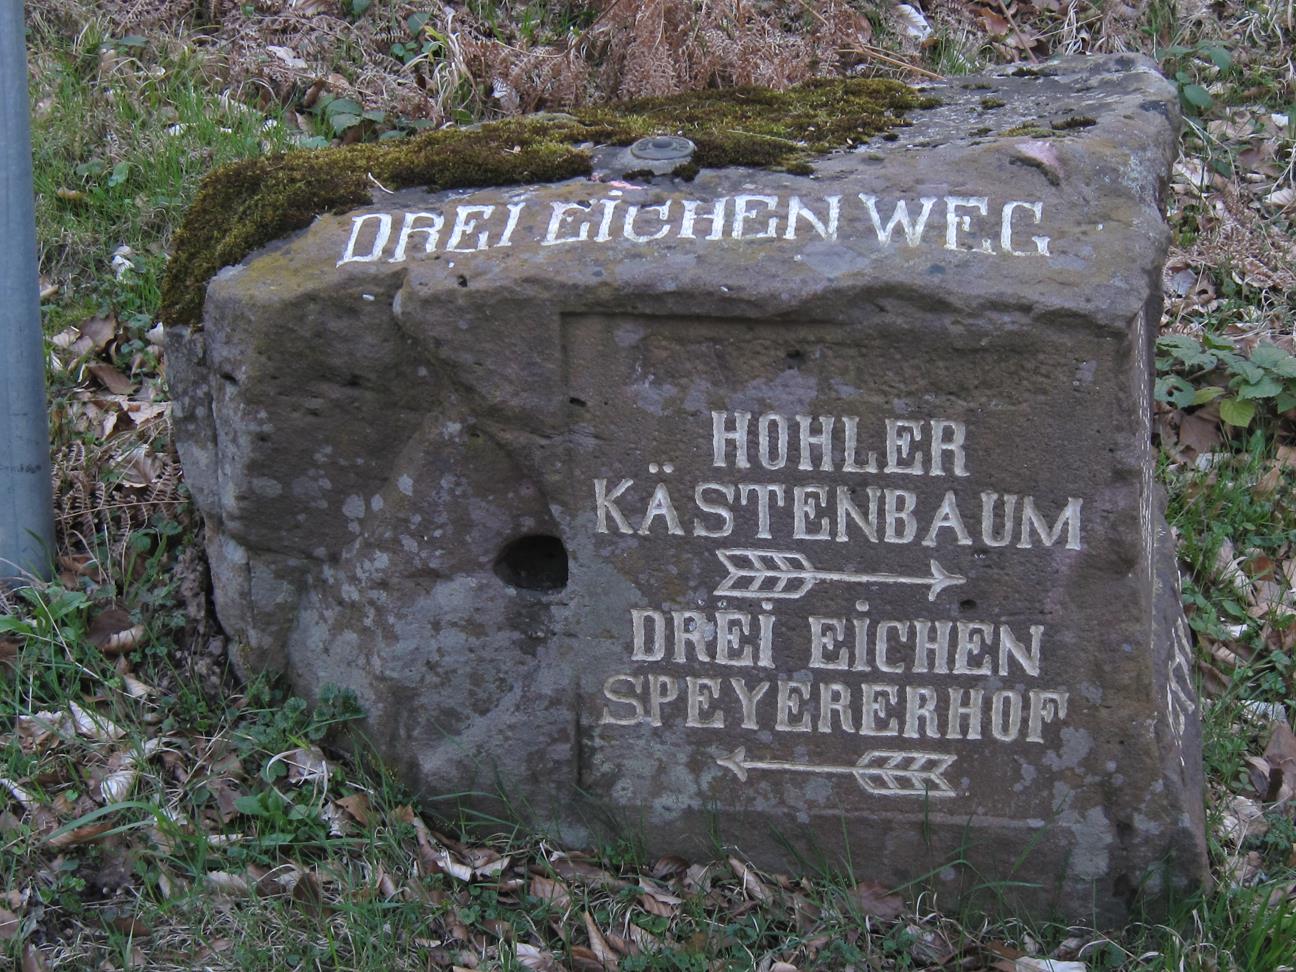 DREI EICHEN WEG
HOHLER
KÄSTENBAUM
DREI EICHEN
SPEYERERHOF